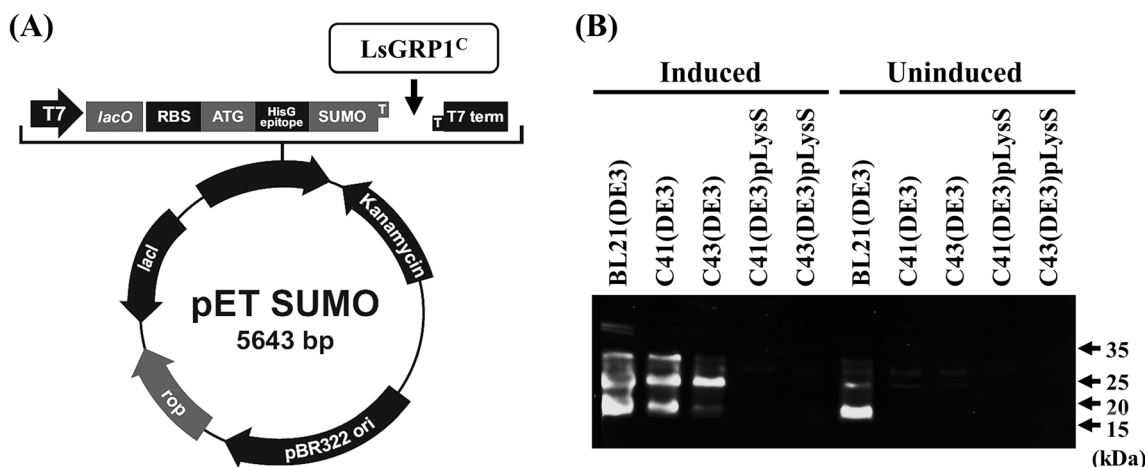 (A)
LsGRP1C
T7
lacO
RBS
ATG
HisG
epitope
SUMO
T
T
T7 term
lacI
Kanamycin
pET SUMO
5643 bp
rop
pBR322 ori
(B)
Induced
Uninduced
BL21(DE3)
C41(DE3)
C43(DE3)
C41(DE3)pLysS
C43(DE3)pLysS
BL21(DE3)
C41(DE3)
C43(DE3)
C41(DE3)pLysS
C43(DE3)pLysS
35
25
20
15
(kDa)